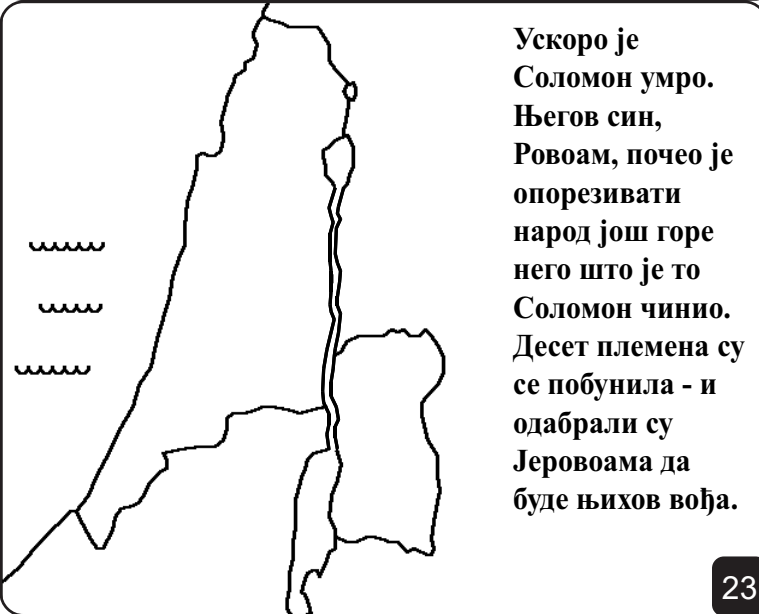 Ускоро је
Соломон умро.
Његов син,
Ровоам, почео је
опорезивати
народ још горе
него што је то
Соломон чинио.
Десет племена су
се побунила - и
одабрали су
Јеровоама да
буде њихов вођа.
23